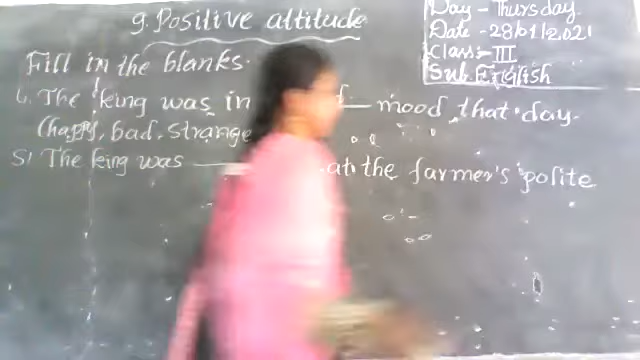 9. Positive attitude
Day - Thursday
Date - 28/01/2021
Class:- III
Sub. English
Fill in the blanks.
The king was in mood that day.
(happy, bad, strange
5) The king was at the farmer's polite